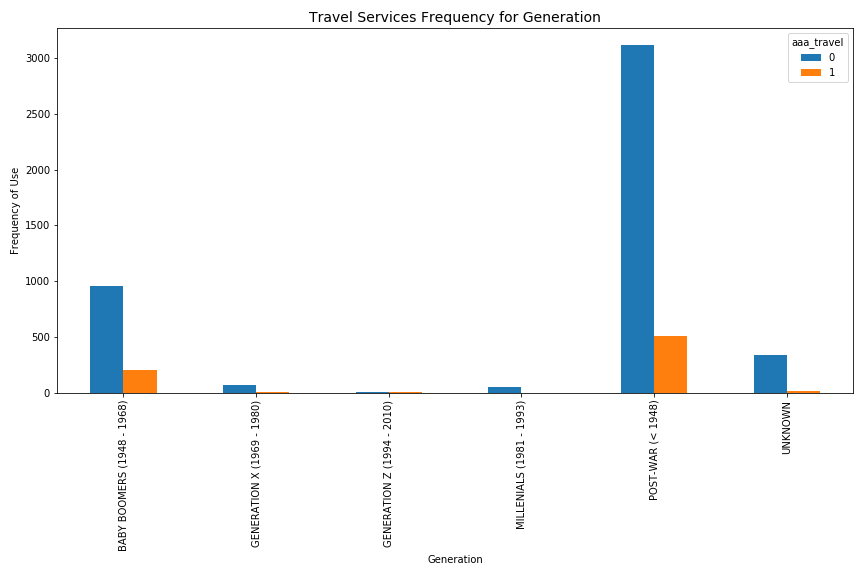 Travel Services Frequency for Generation
aaa_travel
0
1
Frequency of Use
3000
2500
2000
1500
1000
500
0
BABY BOOMERS (1948 - 1968)
GENERATION X (1969 - 1980)
GENERATION Z (1994 - 2010)
MILLENIALS (1981 - 1993)
POST-WAR (< 1948)
UNKNOWN
Generation